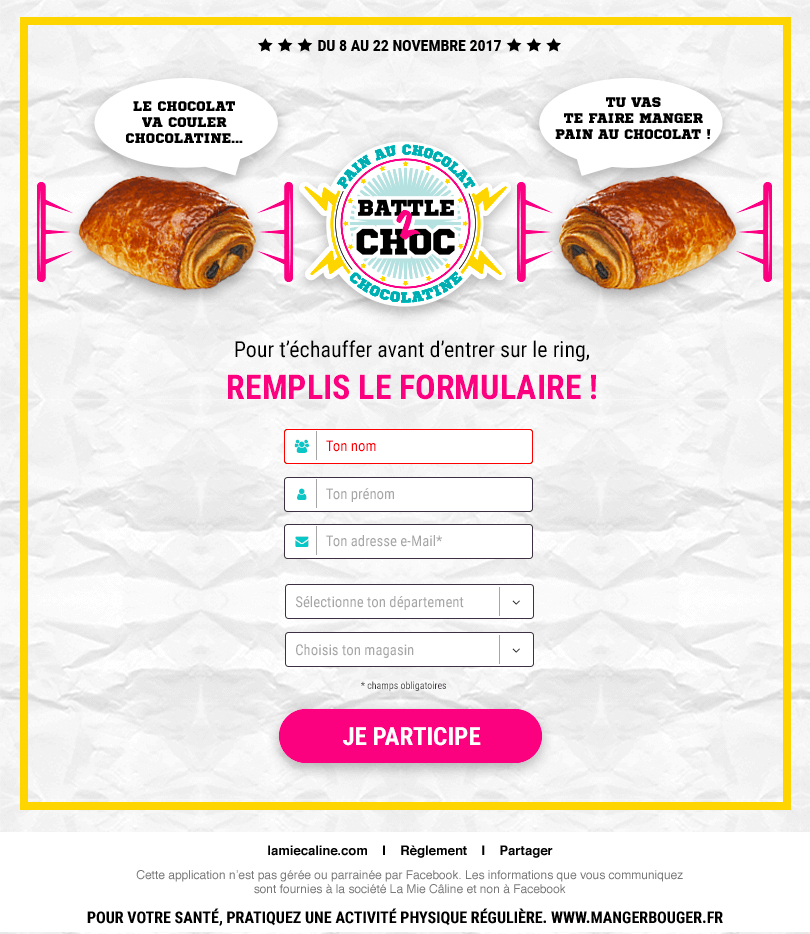 ★ ★ ★ DU 8 AU 22 NOVEMBRE 2017 ★ ★ ★
LE CHOCOLAT
VA COULER
CHOCOLATINE...
TU VAS
TE FAIRE MANGER
PAIN AU CHOCOLAT !
PAIN AU CHOCOLAT
BATTLE
2
CHOC
CHOCOLATINE
Pour t'échauffer avant d'entrer sur le ring,
REMPLIS LE FORMULAIRE !
Ton nom
Ton prénom
Ton adresse e-Mail*
Sélectionne ton département
Choisis ton magasin
* champs obligatoires
JE PARTICIPE
lamiecaline.com I Règlement I Partager
Cette application n'est pas gérée ou parrainée par Facebook. Les informations que vous communiquez
sont fournies à la société La Mie Câline et non à Facebook
POUR VOTRE SANTÉ, PRATIQUEZ UNE ACTIVITÉ PHYSIQUE RÉGULIÈRE. WWW.MANGERBOUGER.FR